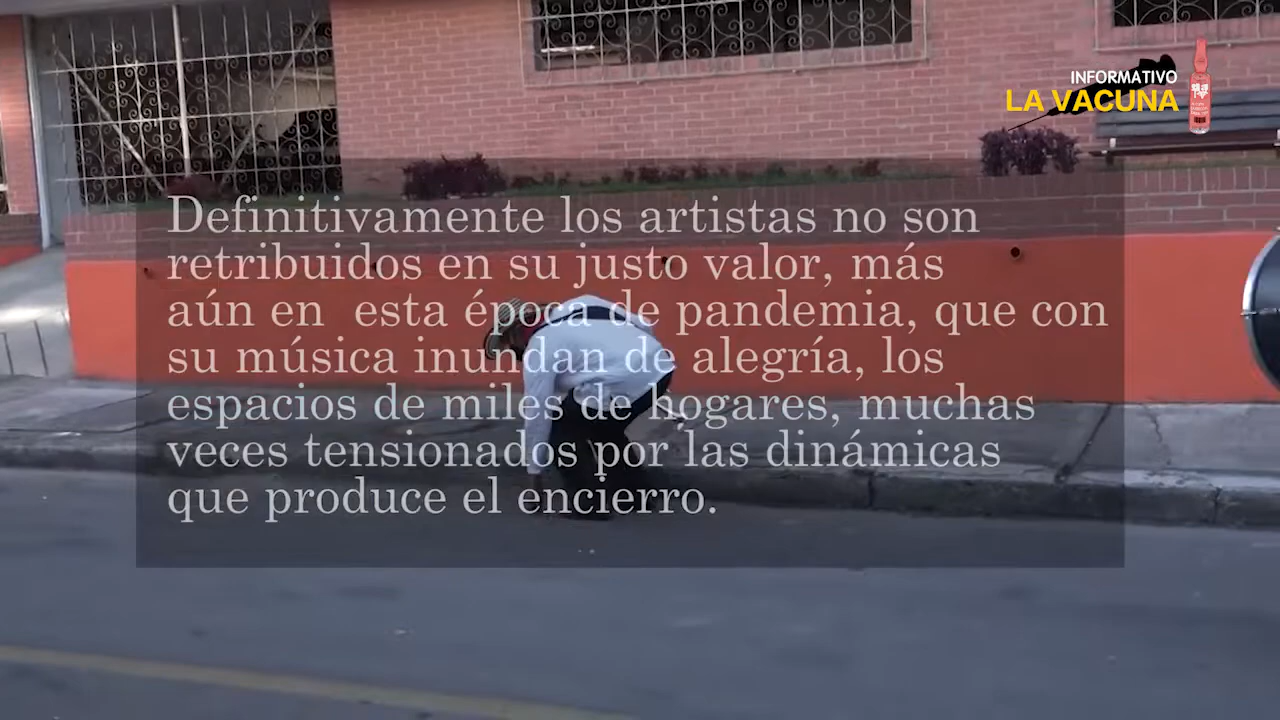 INFORMATIVO
LA VACUNA
Definitivamente los artistas no son
retribuidos en su justo valor, más
aún en  esta época de pandemia, que con
su música inundan de alegría, los
espacios de miles de hogares, muchas
veces tensionados por las dinámicas
que produce el encierro.